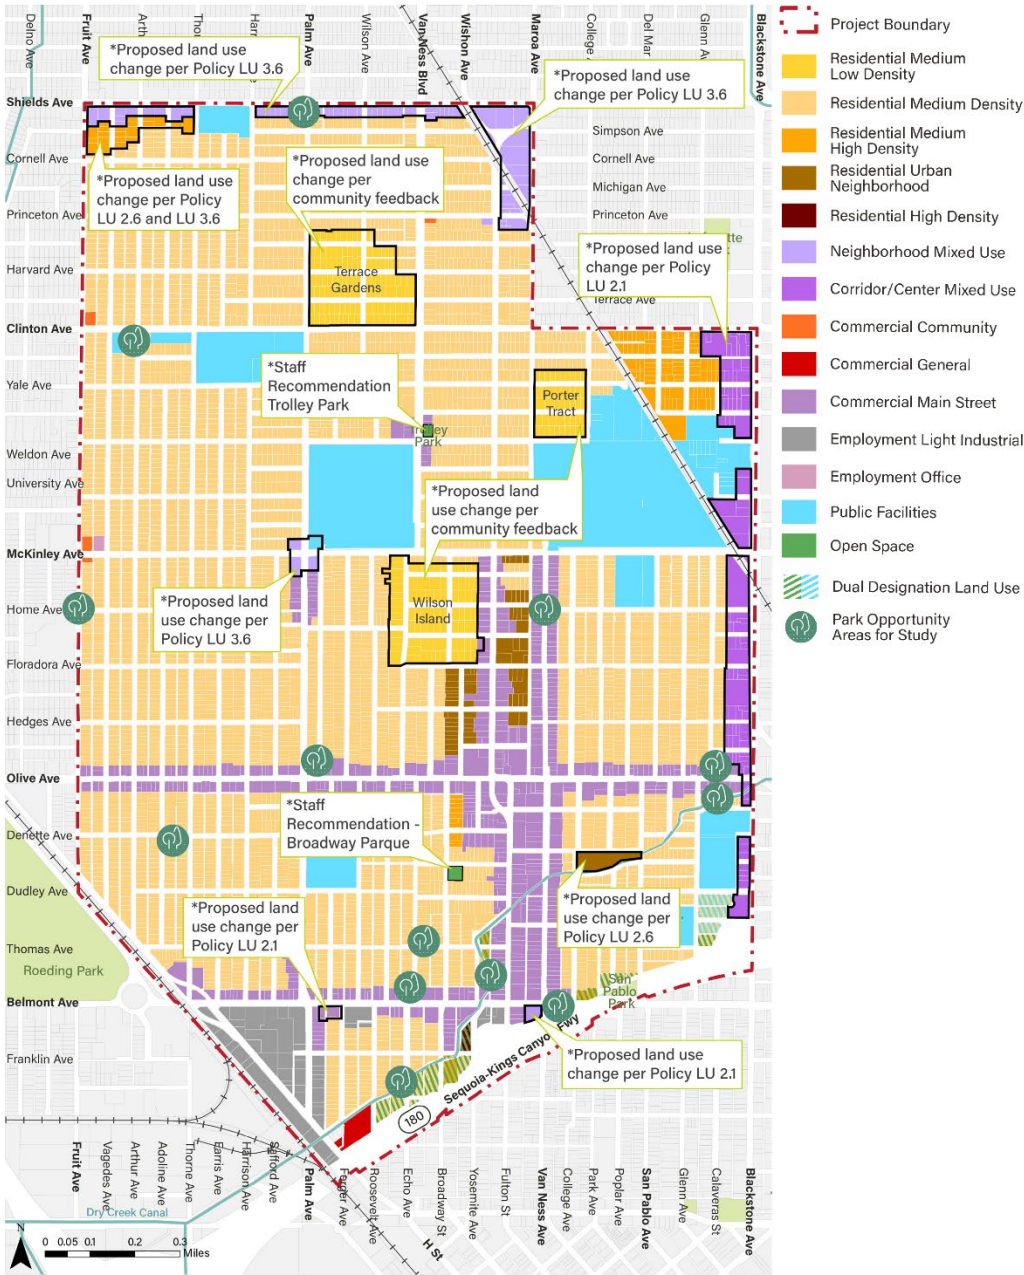 Delno Ave
Fruit Ave
Palm Ave
Wilson Ave
Van Ness Blvd
Wishon Ave
Maroa Ave
College A
Del Mar
Glenn Av
Blackstone Ave
*Proposed land use
change per Policy LU 3.6
*Proposed land use
change per Policy LU 3.6
Shields Ave
Simpson Ave
Cornell Ave
Cornell Ave
*Proposed land use
change per
community feedback
*Proposed land use
change per Policy
LU 2.6 and LU 3.6
Michigan Ave
Princeton Ave
Princeton Ave
*Proposed land use
change per Policy
LU 2.1
Harvard Ave
Terrace
Gardens
Terrace Ave
Clinton Ave
*Staff
Recommendation
Trolley Park
Yale Ave
Porter
Tract
Trolley
Park
Weldon Ave
University Ave
*Proposed land
use change per
community feedback
McKinley Ave
*Proposed land
use change per
Policy LU 3.6
Home Ave
Wilson
Island
Floradora Ave
Hedges Ave
Olive Ave
*Staff
Recommendation -
Broadway Parque
Denette Ave
Dudley Ave
*Proposed land
use change per
Policy LU 2.1
*Proposed land
use change per
Policy LU 2.6
Thomas Ave
Roeding Park
San
Pablo
Park
Belmont Ave
Sequoia-Kings Canyo
Fwy
*Proposed land use
change per Policy LU 2.1
Franklin Ave
180
Fruit Ave
Vagedes Ave
Arthur Ave
Adoline Ave
Thorne Ave
Farris Ave
Harrison Ave
Safford Ave
Palm Ave
Ferger Ave
Roosevelt Ave
Echo Ave
Broadway St
Yosemite Ave
Fulton St
Van Ness Ave
College Ave
Park Ave
Poplar Ave
San Pablo Ave
Glenn Ave
Calaveras St
Blackstone Ave
H St
Dry Creek Canal
N
0 0.05 0.1 0.2 0.3
Miles
Project Boundary
Residential Medium
Low Density
Residential Medium Density
Residential Medium
High Density
Residential Urban
Neighborhood
Residential High Density
Neighborhood Mixed Use
Corridor/Center Mixed Use
Commercial Community
Commercial General
Commercial Main Street
Employment Light Industrial
Employment Office
Public Facilities
Open Space
Dual Designation Land Use
Park Opportunity
Areas for Study